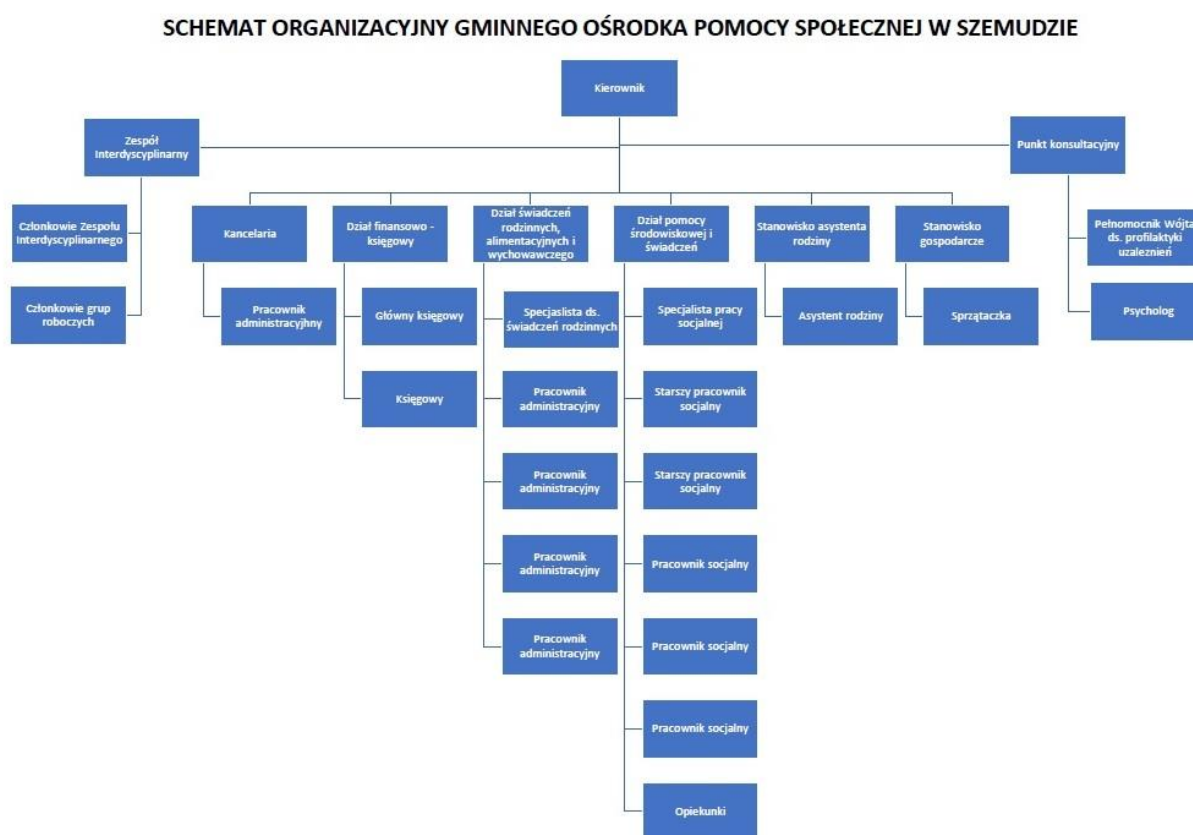 SCHEMAT ORGANIZACYJNY GMINNEGO OŚRODKA POMOCY SPOŁECZNEJ W SZEMUDZIE
Kierownik
Zespół
Interdyscyplinarny
Punkt konsultacyjny
Członkowie Zespołu
Interdyscyplinarnego
Członkowie grup
roboczych
Kancelaria
Pracownik
administracyjhny
Dział finansowo -
księgowy
Główny księgowy
Księgowy
Dział świadczeń
rodzinnych,
alimentacyjnych i
wychowawczego
Specjaslista ds.
świadczeń rodzinnych
Pracownik
administracyjny
Pracownik
administracyjny
Pracownik
administracyjny
Pracownik
administracyjny
Dział pomocy
środowiskowej i
świadczeń
Specjalista pracy
socjalnej
Starszy pracownik
socjalny
Starszy pracownik
socjalny
Pracownik socjalny
Pracownik socjalny
Pracownik socjalny
Opiekunki
Stanowisko asystenta
rodziny
Asystent rodziny
Stanowisko
gospodarcze
Sprzątaczka
Pełnomocnik Wójta
ds. profilaktyki
uzaleznień
Psycholog